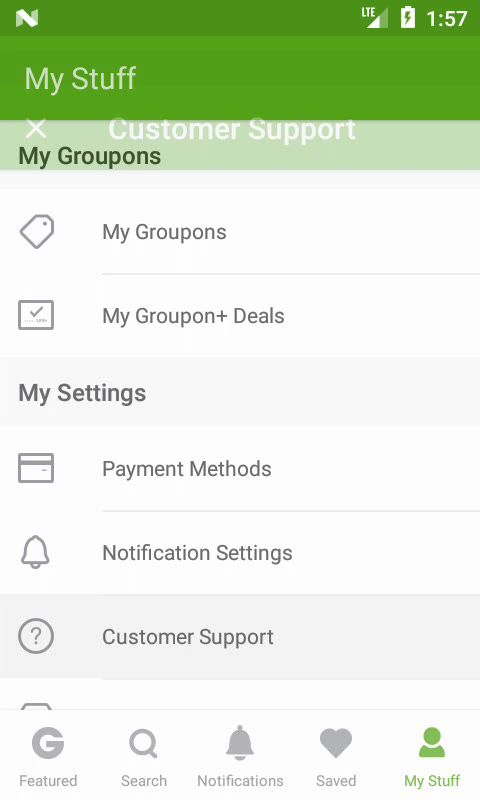 LTE 1:57
My Stuff
Customer Support
My Groupons
My Groupons
My Groupon+ Deals
My Settings
Payment Methods
Notification Settings
? Customer Support
Featured Search Notifications Saved My Stuff